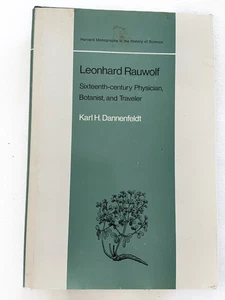 Harvard Monographs in the History of Science
Leonhard Rauwolf
Sixteenth-century Physician,
Botanist, and Traveler
Karl H. Dannenfeldt